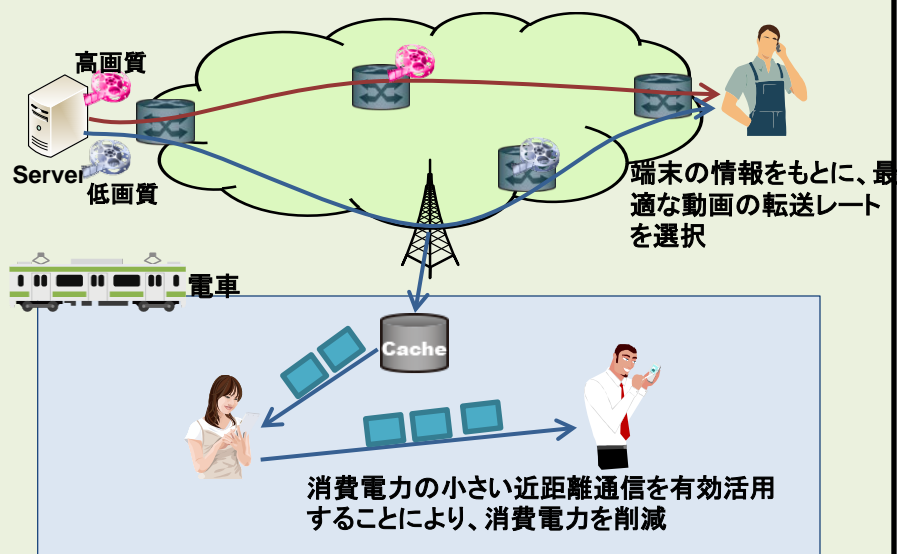 高画質
Server
低画質
端末の情報をもとに、最
適な動画の転送レート
を選択
電車
Cache
消費電力の小さい近距離通信を有効活用
することにより、消費電力を削減